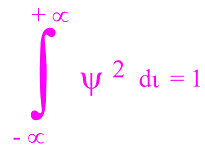 + ∝
∫ ψ 2 dι = 1
- ∝